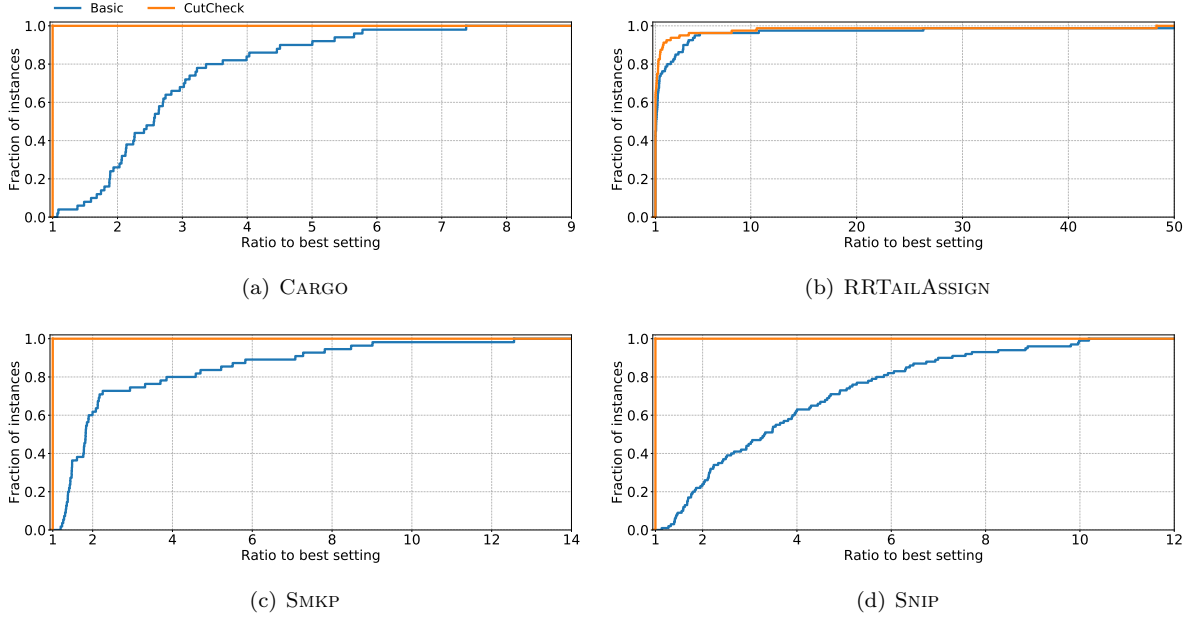 Basic CutCheck
1.0
0.8
0.6
0.4
0.2
0.0
Fraction of instances
1 2 3 4 5 6 7 8 9
Ratio to best setting
(a) CARGO
1.0
0.8
0.6
0.4
0.2
0.0
Fraction of instances
1 10 20 30 40 50
Ratio to best setting
(b) RRTAILASSIGN
1.0
0.8
0.6
0.4
0.2
0.0
Fraction of instances
1 2 4 6 8 10 12 14
Ratio to best setting
(c) SMKP
1.0
0.8
0.6
0.4
0.2
0.0
Fraction of instances
1 2 4 6 8 10 12
Ratio to best setting
(d) SNIP